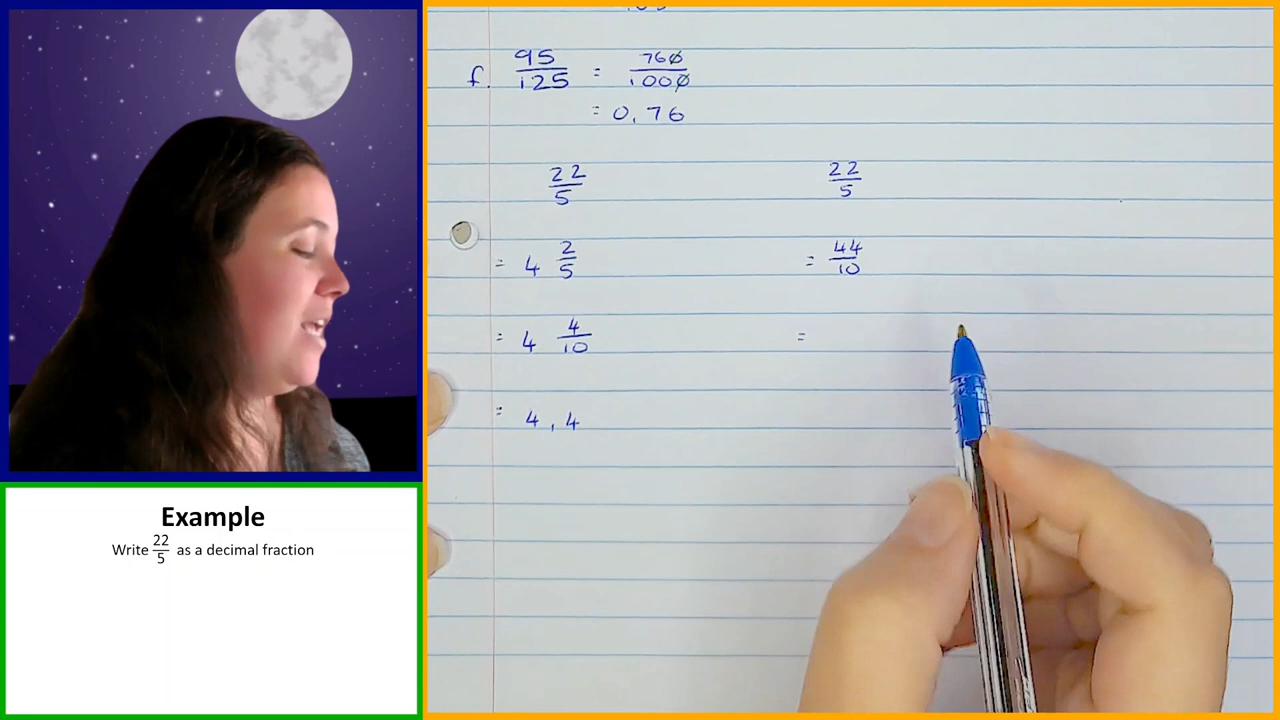 f. 95/125 = 760/1000
= 0,76
22/5
= 4 2/5
= 4 4/10
= 4,4
22/5
= 44/10
=
Example
Write 22/5 as a decimal fraction